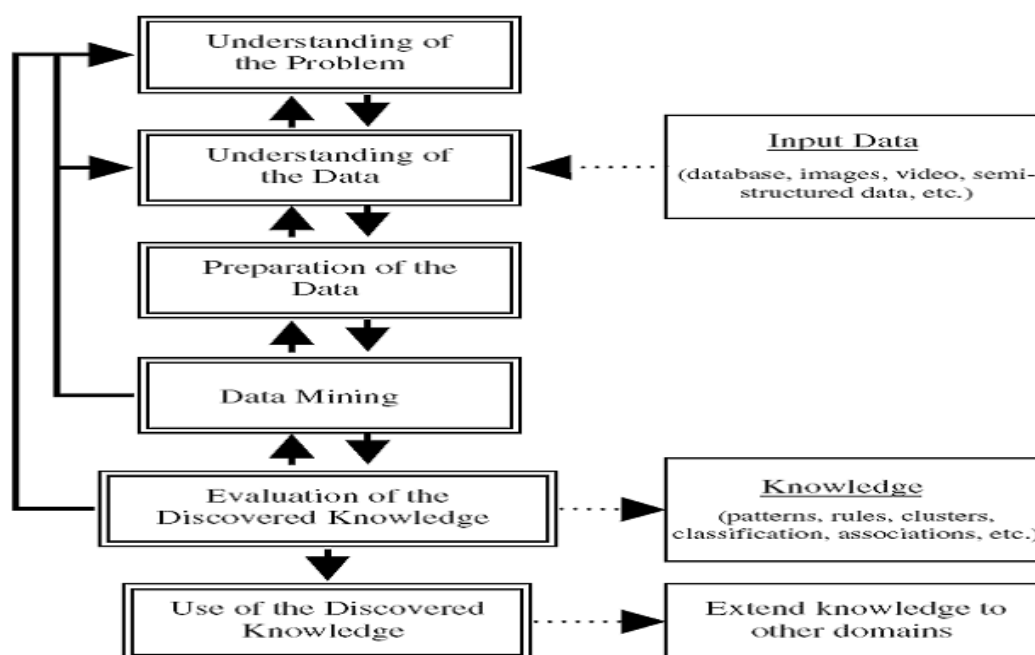 Understanding of
the Problem
Understanding of
the Data
Input Data
(database, images, video, semi-
structured data, etc.)
Preparation of the
Data
Data Mining
Evaluation of the
Discovered Knowledge
Knowledge
(patterns, rules, clusters,
classification, associations, etc.)
Use of the Discovered
Knowledge
Extend knowledge to
other domains